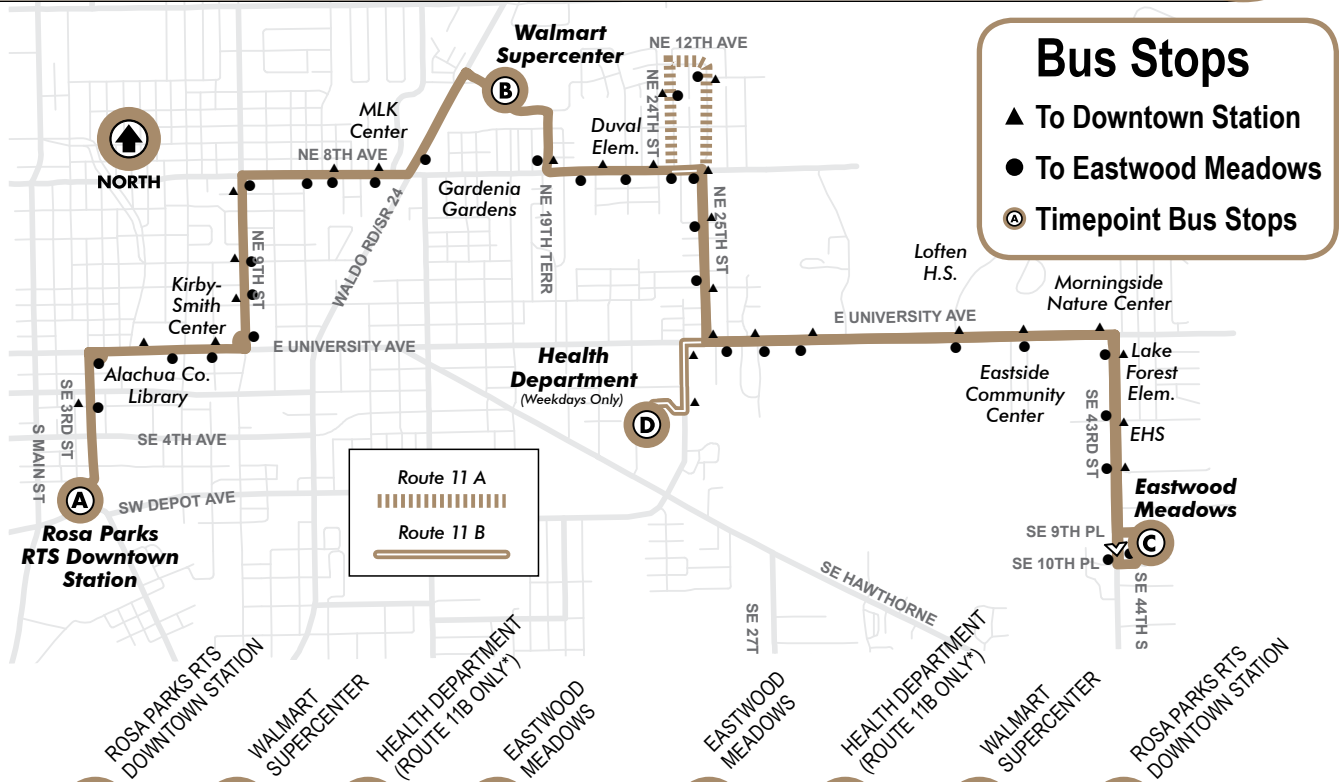 Walmart
Supercenter
B
NE 12TH AVE
NE 24TH ST
MLK
Center
Duval
Elem.
NE 8TH AVE
NORTH
Gardenia
Gardens
NE 19TH TERR
WALDO RD/SR 24
NE 9TH ST
NE 25TH ST
Kirby-
Smith
Center
Loften
H.S.
Morningside
Nature Center
E UNIVERSITY AVE
E UNIVERSITY AVE
Alachua Co.
Library
Health
Department
(Weekdays Only)
D
Lake
Forest
Elem.
Eastside
Community
Center
SE 43RD ST
EHS
SE 3RD ST
S MAIN ST
SE 4TH AVE
A
SW DEPOT AVE
Rosa Parks
RTS Downtown
Station
Route 11 A
Route 11 B
Eastwood
Meadows
C
SE 9TH PL
SE 10TH PL
SE 44TH S
SE HAWTHORNE
SE 27T
Bus Stops
To Downtown Station
To Eastwood Meadows
A Timepoint Bus Stops
ROSA PARKS RTS
DOWNTOWN STATION
WALMART
SUPERCENTER
HEALTH DEPARTMENT
(ROUTE 11B ONLY*)
EASTWOOD
MEADOWS
EASTWOOD
MEADOWS
HEALTH DEPARTMENT
(ROUTE 11B ONLY*)
WALMART
SUPERCENTER
ROSA PARKS RTS
DOWNTOWN STATION